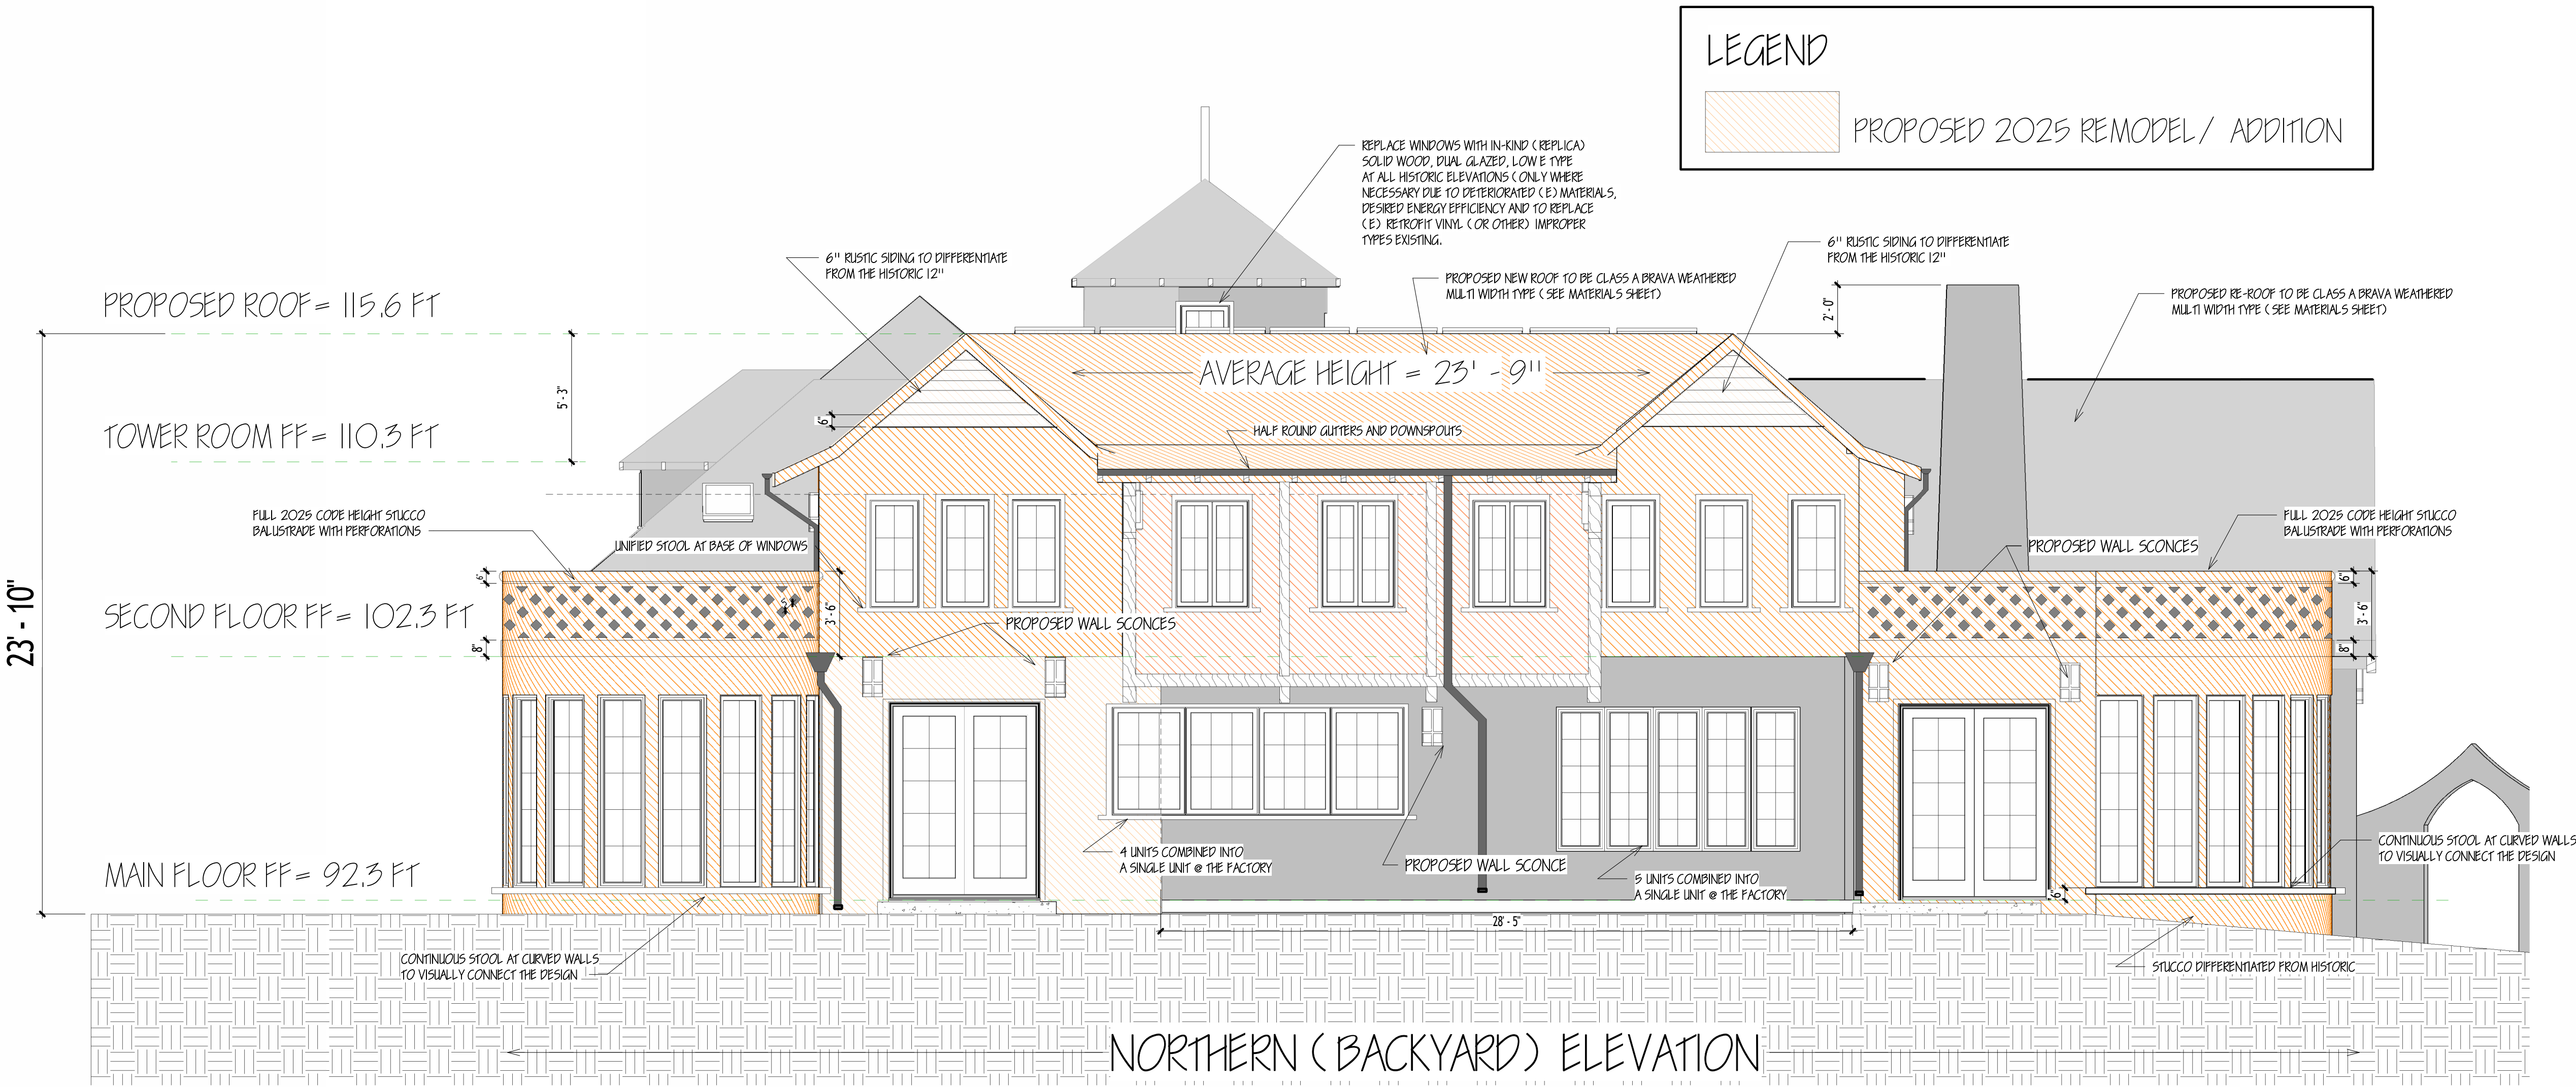 LEGEND
PROPOSED 2025 REMODEL/ ADDITION
REPLACE WINDOWS WITH IN-KIND (REPLICA)
SOLID WOOD, DUAL GLAZED, LOW E TYPE
AT ALL HISTORIC ELEVATIONS (ONLY WHERE
NECESSARY DUE TO DETERIORATED (E) MATERIALS,
DESIRED ENERGY EFFICIENCY AND TO REPLACE
(E) RETROFIT VINYL (OR OTHER) IMPROPER
TYPES EXISTING.
6" RUSTIC SIDING TO DIFFERENTIATE
FROM THE HISTORIC 12"
6" RUSTIC SIDING TO DIFFERENTIATE
FROM THE HISTORIC 12"
PROPOSED NEW ROOF TO BE CLASS A BRAVA WEATHERED
MULTI WIDTH TYPE (SEE MATERIALS SHEET)
PROPOSED RE-ROOF TO BE CLASS A BRAVA WEATHERED
MULTI WIDTH TYPE (SEE MATERIALS SHEET)
PROPOSED ROOF= 115.6 FT
2'-0"
AVERAGE HEIGHT = 23' - 9"
5'-3"
6"
TOWER ROOM FF= 110.3 FT
HALF ROUND GUTTERS AND DOWNSPOUTS
FULL 2025 CODE HEIGHT STUCCO
BALUSTRADE WITH PERFORATIONS
FULL 2025 CODE HEIGHT STUCCO
BALUSTRADE WITH PERFORATIONS
UNIFIED STOOL AT BASE OF WINDOWS
PROPOSED WALL SCONCES
6"
6"
5"
3'-6"
3'-6"
SECOND FLOOR FF= 102.3 FT
23' - 10"
PROPOSED WALL SCONCES
8"
8"
4 UNITS COMBINED INTO
A SINGLE UNIT @ THE FACTORY
PROPOSED WALL SCONCE
5 UNITS COMBINED INTO
A SINGLE UNIT @ THE FACTORY
CONTINUOUS STOOL AT CURVED WALLS
TO VISUALLY CONNECT THE DESIGN
MAIN FLOOR FF= 92.3 FT
6"
28'-5"
CONTINUOUS STOOL AT CURVED WALLS
TO VISUALLY CONNECT THE DESIGN
STUCCO DIFFERENTIATED FROM HISTORIC
NORTHERN (BACKYARD) ELEVATION